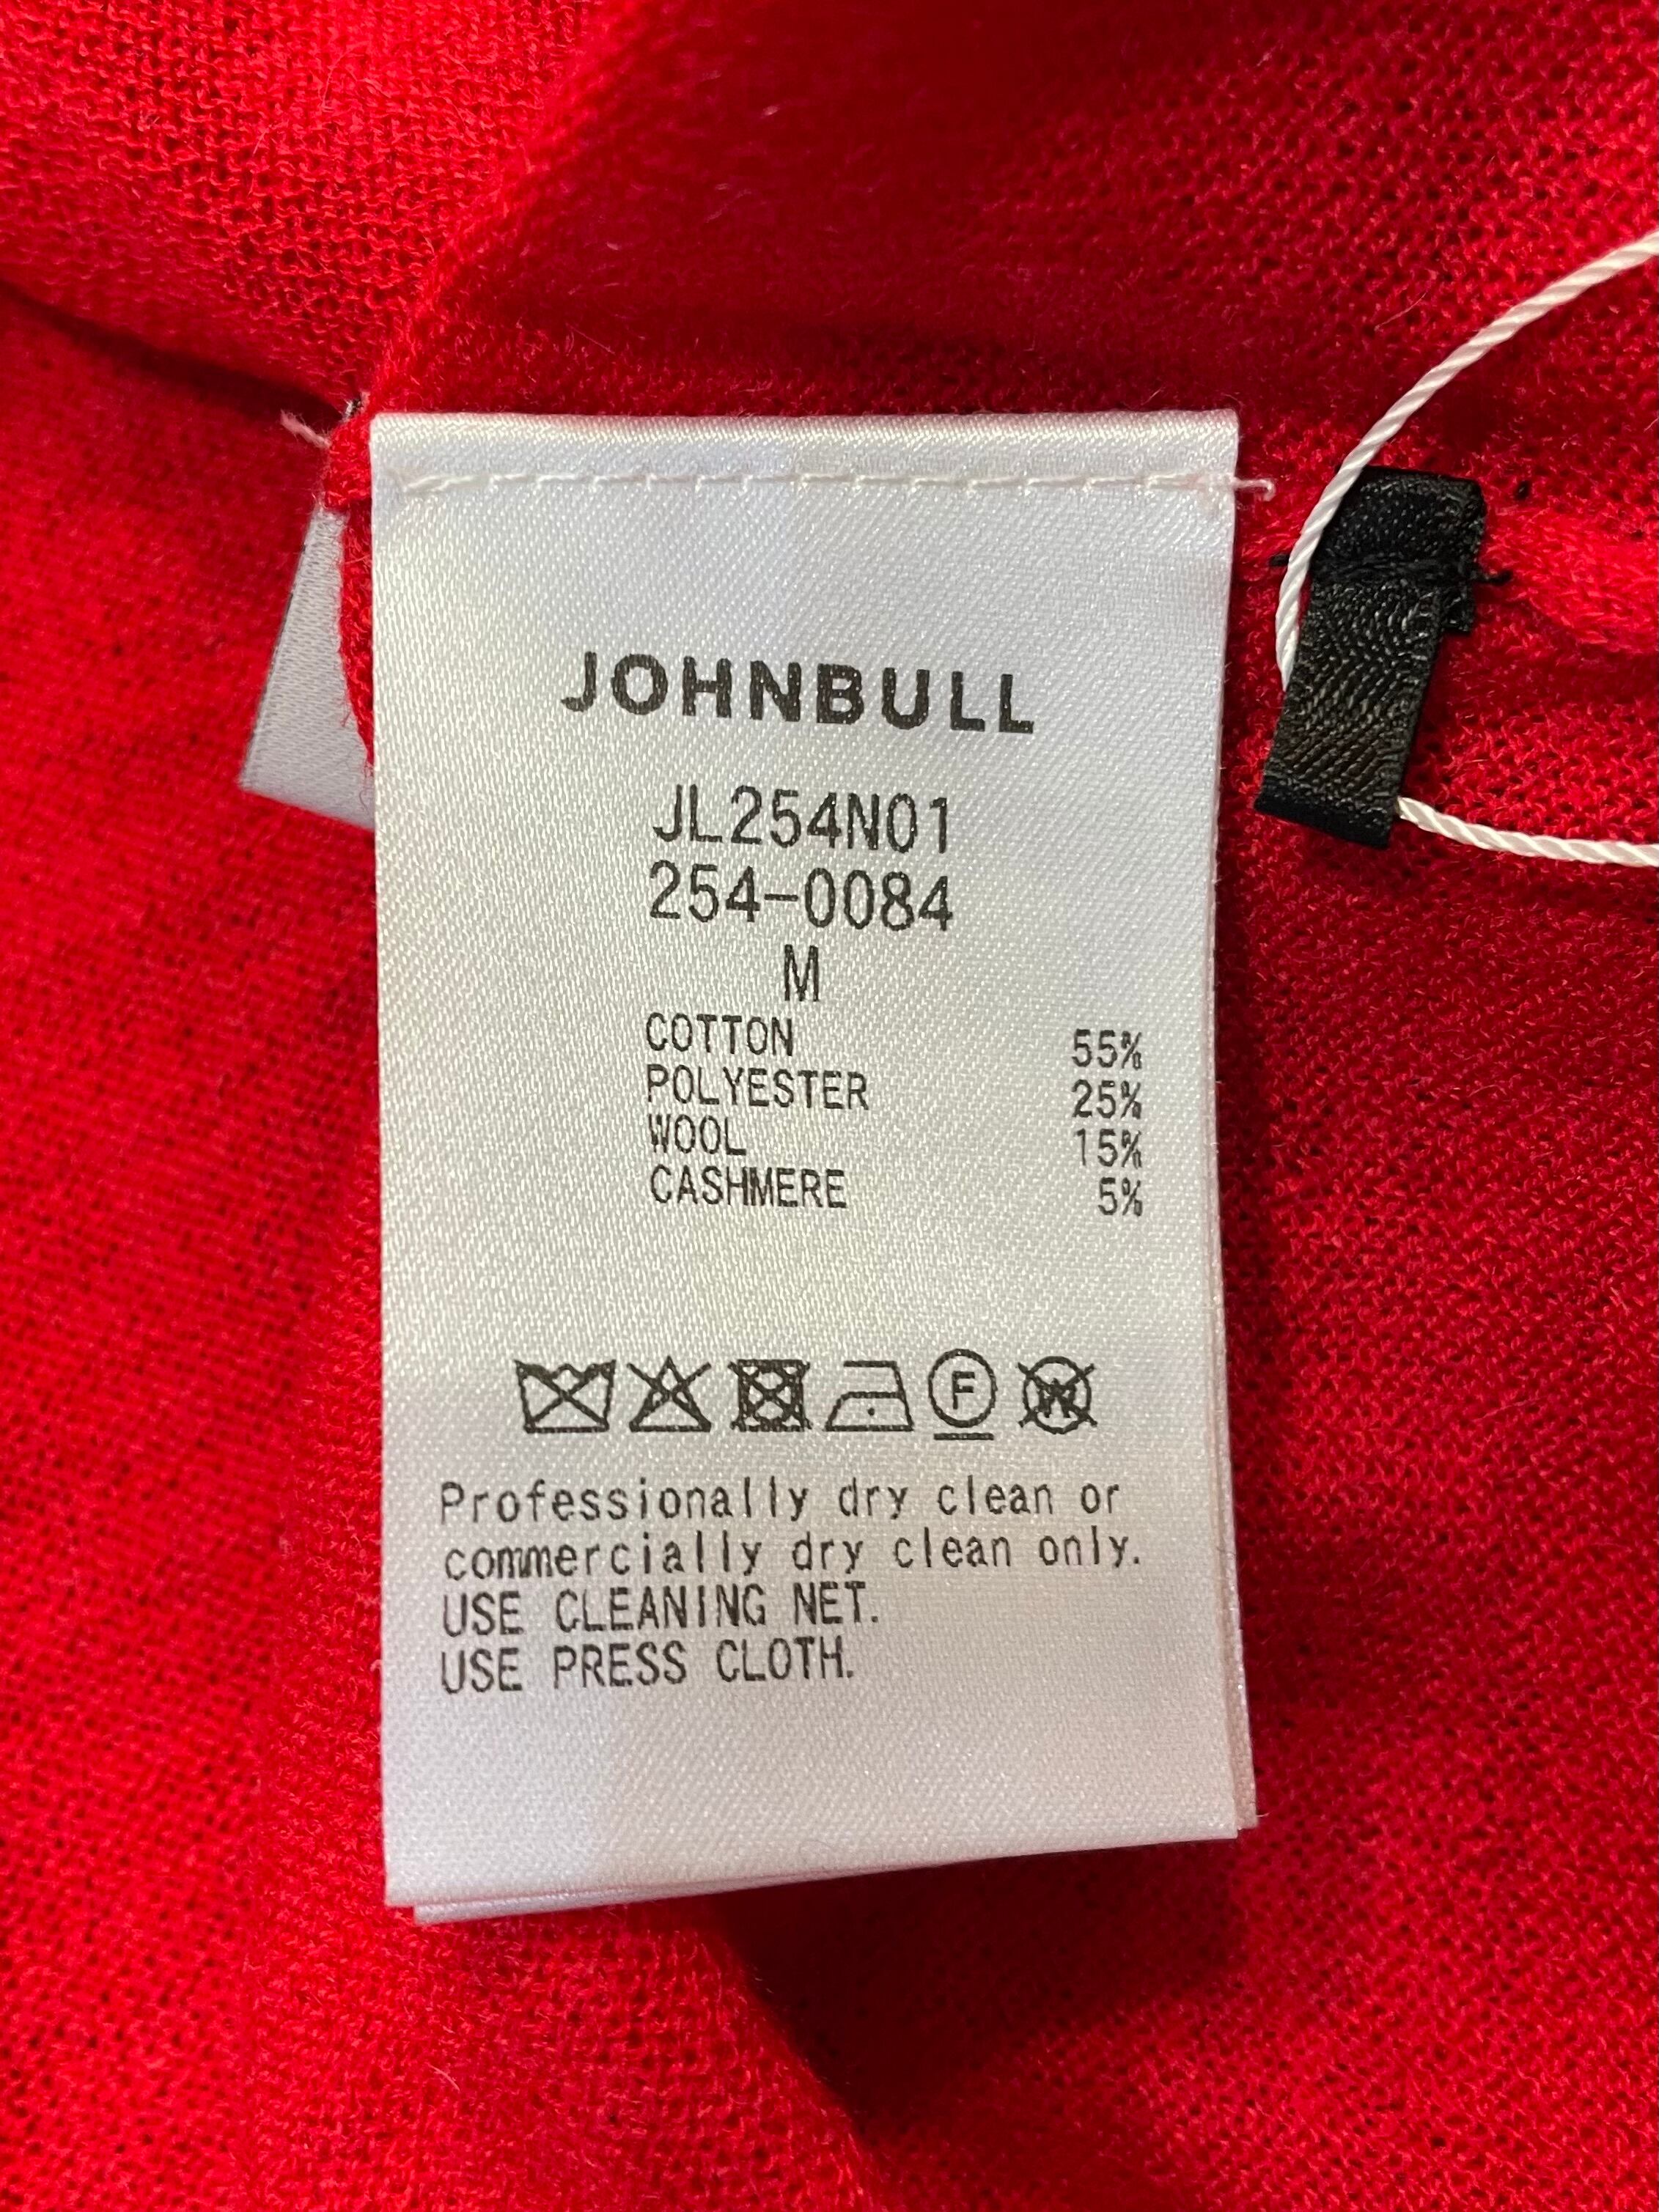 JOHNBULL
JL254N01
254-0084
M
COTTON 55%
POLYESTER 25%
WOOL 15%
CASHMERE 5%
F W
Professionally dry clean or
commercially dry clean only.
USE CLEANING NET.
USE PRESS CLOTH.